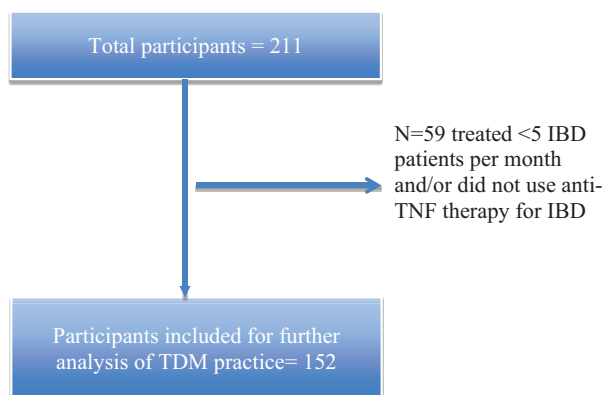 Total participants = 211
N=59 treated <5 IBD
patients per month
and/or did not use anti-
TNF therapy for IBD
Participants included for further
analysis of TDM practice= 152